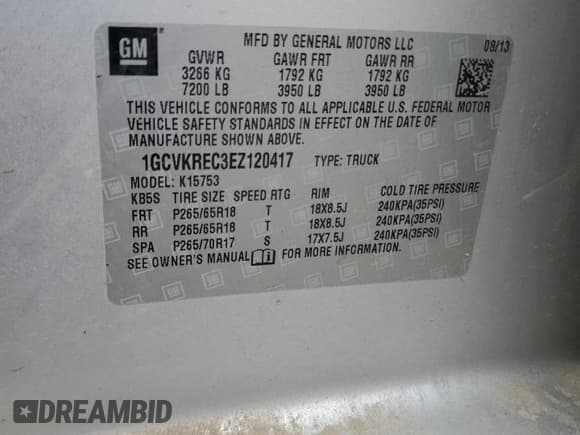 GM
MFD BY GENERAL MOTORS LLC 08/13
GVWR GAWR FRT GAWR RR
3266 KG 1792 KG 1792 KG
7200 LB 3950 LB 3950 LB
THIS VEHICLE CONFORMS TO ALL APPLICABLE U.S. FEDERAL MOTOR
VEHICLE SAFETY STANDARDS IN EFFECT ON THE DATE OF
MANUFACTURE SHOWN ABOVE.
1GCVKREC3EZ120417 TYPE: TRUCK
MODEL: K15753
KB5S TIRE SIZE SPEED RTG RIM COLD TIRE PRESSURE
FRT P265/65R18 T 18X8.5J 240KPA(35PSI)
RR P265/65R18 T 18X8.5J 240KPA(35PSI)
SPA P265/70R17 S 17X7.5J 240KPA(35PSI)
SEE OWNER'S MANUAL FOR MORE INFORMATION.
DREAMBID